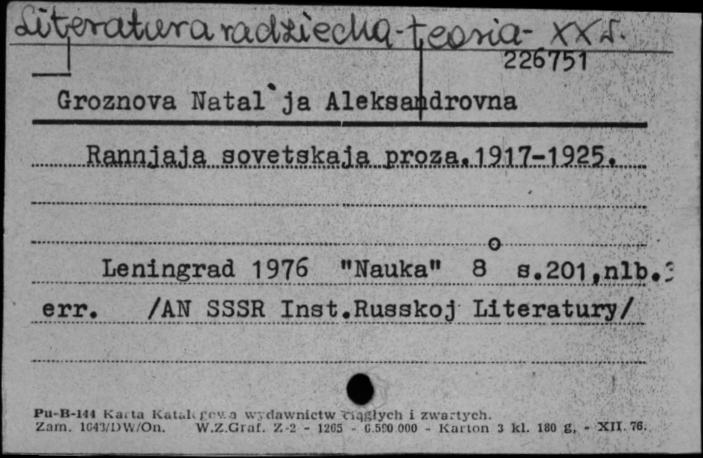 Literatura radziecka - teoria - XX w.
226751
Groznova Natal`ja Aleksandrovna
Rannjaja sovetskaja proza.1917-1925.
Leningrad 1976 "Nauka" 8° s.201,nlb.3
err. /AN SSSR Inst.Russkoj Literatury/
Pu-B-144 Karta Katalogowa wydawnictw ciągłych i zwartych.
Zam. 1643/DW/On. W.Z.Graf. Z-2 - 1265 - 6.500.000 - Karton 3 kl. 180 g. - XII. 76.